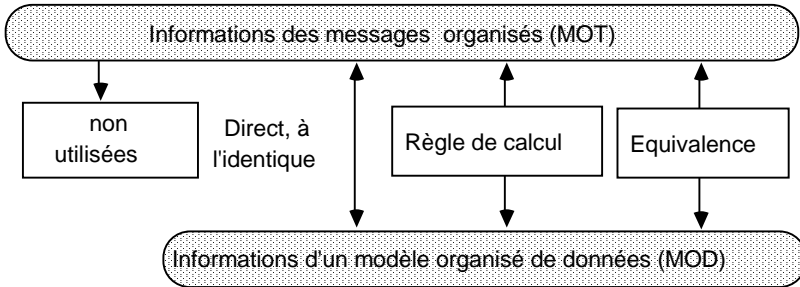 Informations des messages organisés (MOT)
non
utilisées
Direct, à
l'identique
Règle de calcul
Equivalence
Informations d'un modèle organisé de données (MOD)